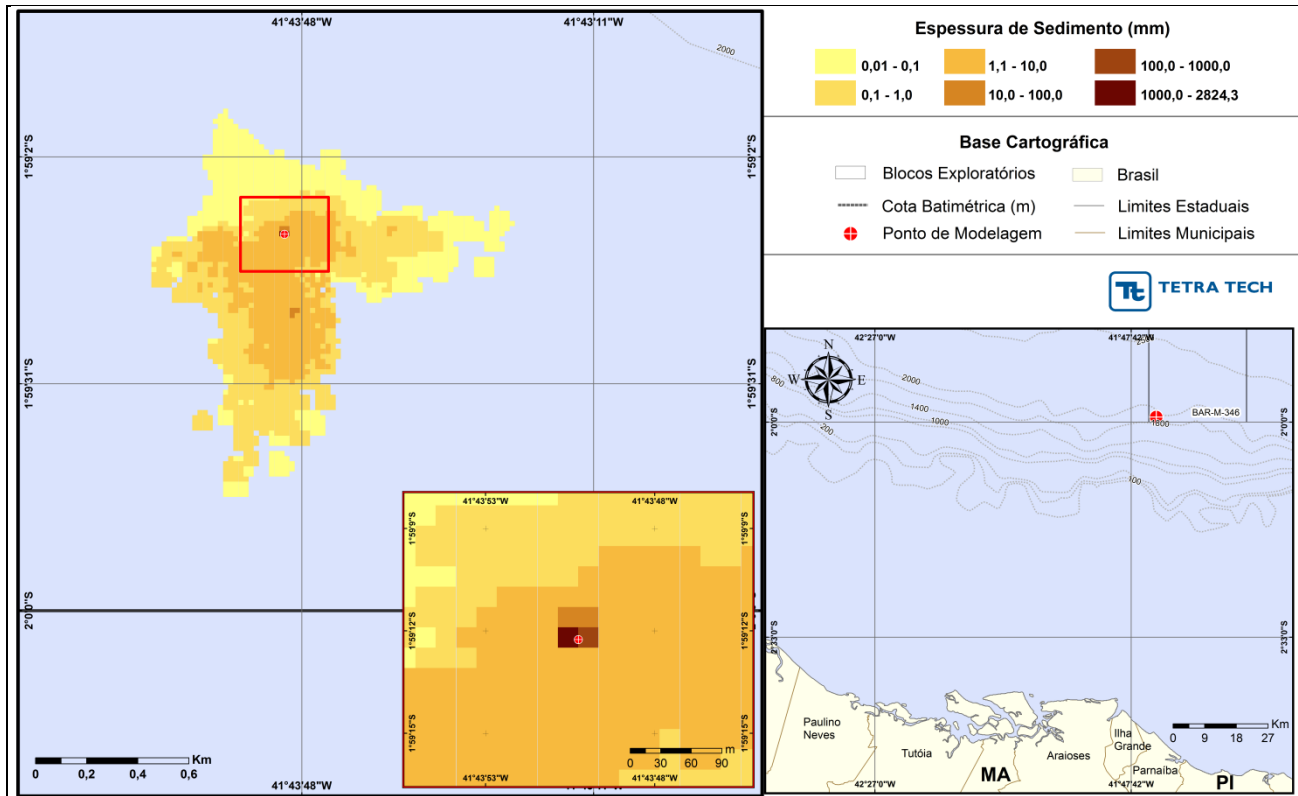 41°43'48"W
41°43'11"W
2000
1°59'2"S
1°59'2"S
1°59'31"S
1°59'31"S
2°0'0"S
41°43'48"W
0 0,2 0,4 0,6
Km
41°43'53"W
41°43'48"W
1°59'9"S
1°59'9"S
1°59'12"S
1°59'12"S
1°59'15"S
1°59'15"S
41°43'53"W
41°43'48"W
0 30 60 90
m
Espessura de Sedimento (mm)
0,01 - 0,1
1,1 - 10,0
100,0 - 1000,0
0,1 - 1,0
10,0 - 100,0
1000,0 - 2824,3
Base Cartográfica
Blocos Exploratórios
Brasil
Cota Batimétrica (m)
Limites Estaduais
Ponto de Modelagem
Limites Municipais
Tt TETRA TECH
42°27'0"W
41°47'42"W
N
W E
S
800
2000
1400
1000
200
100
1800
BAR-M-346
2°0'0"S
2°0'0"S
2°33'0"S
2°33'0"S
Paulino
Neves
Tutóia
MA
Araioses
Ilha
Grande
Parnaíba
PI
0 9 18 27
Km
42°27'0"W
41°47'42"W